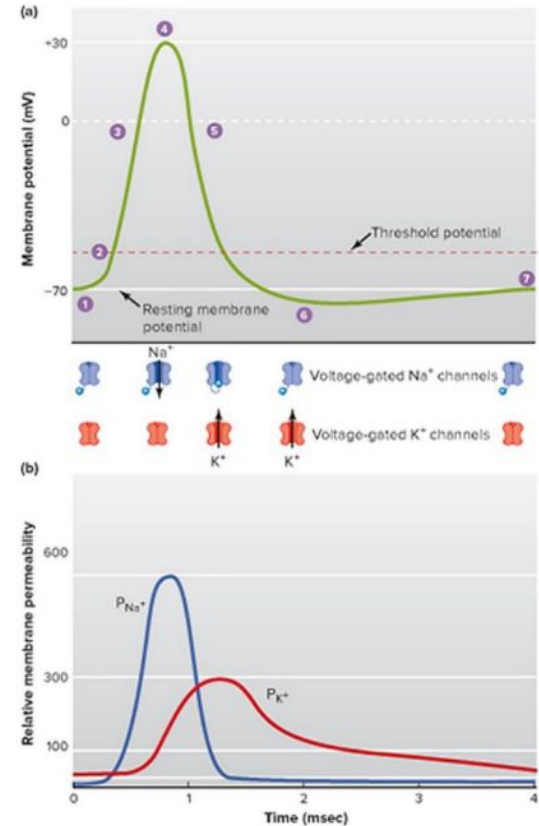 (a)
+30
4
3
0
5
Membrane potential (mV)
2
Threshold potential
7
-70
1
Resting membrane
potential
6
Na⁺
Voltage-gated Na⁺ channels
Voltage-gated K⁺ channels
K⁺
K⁺
(b)
600
P Na⁺
Relative membrane permeability
300
P K⁺
100
0
1
2
3
4
Time (msec)